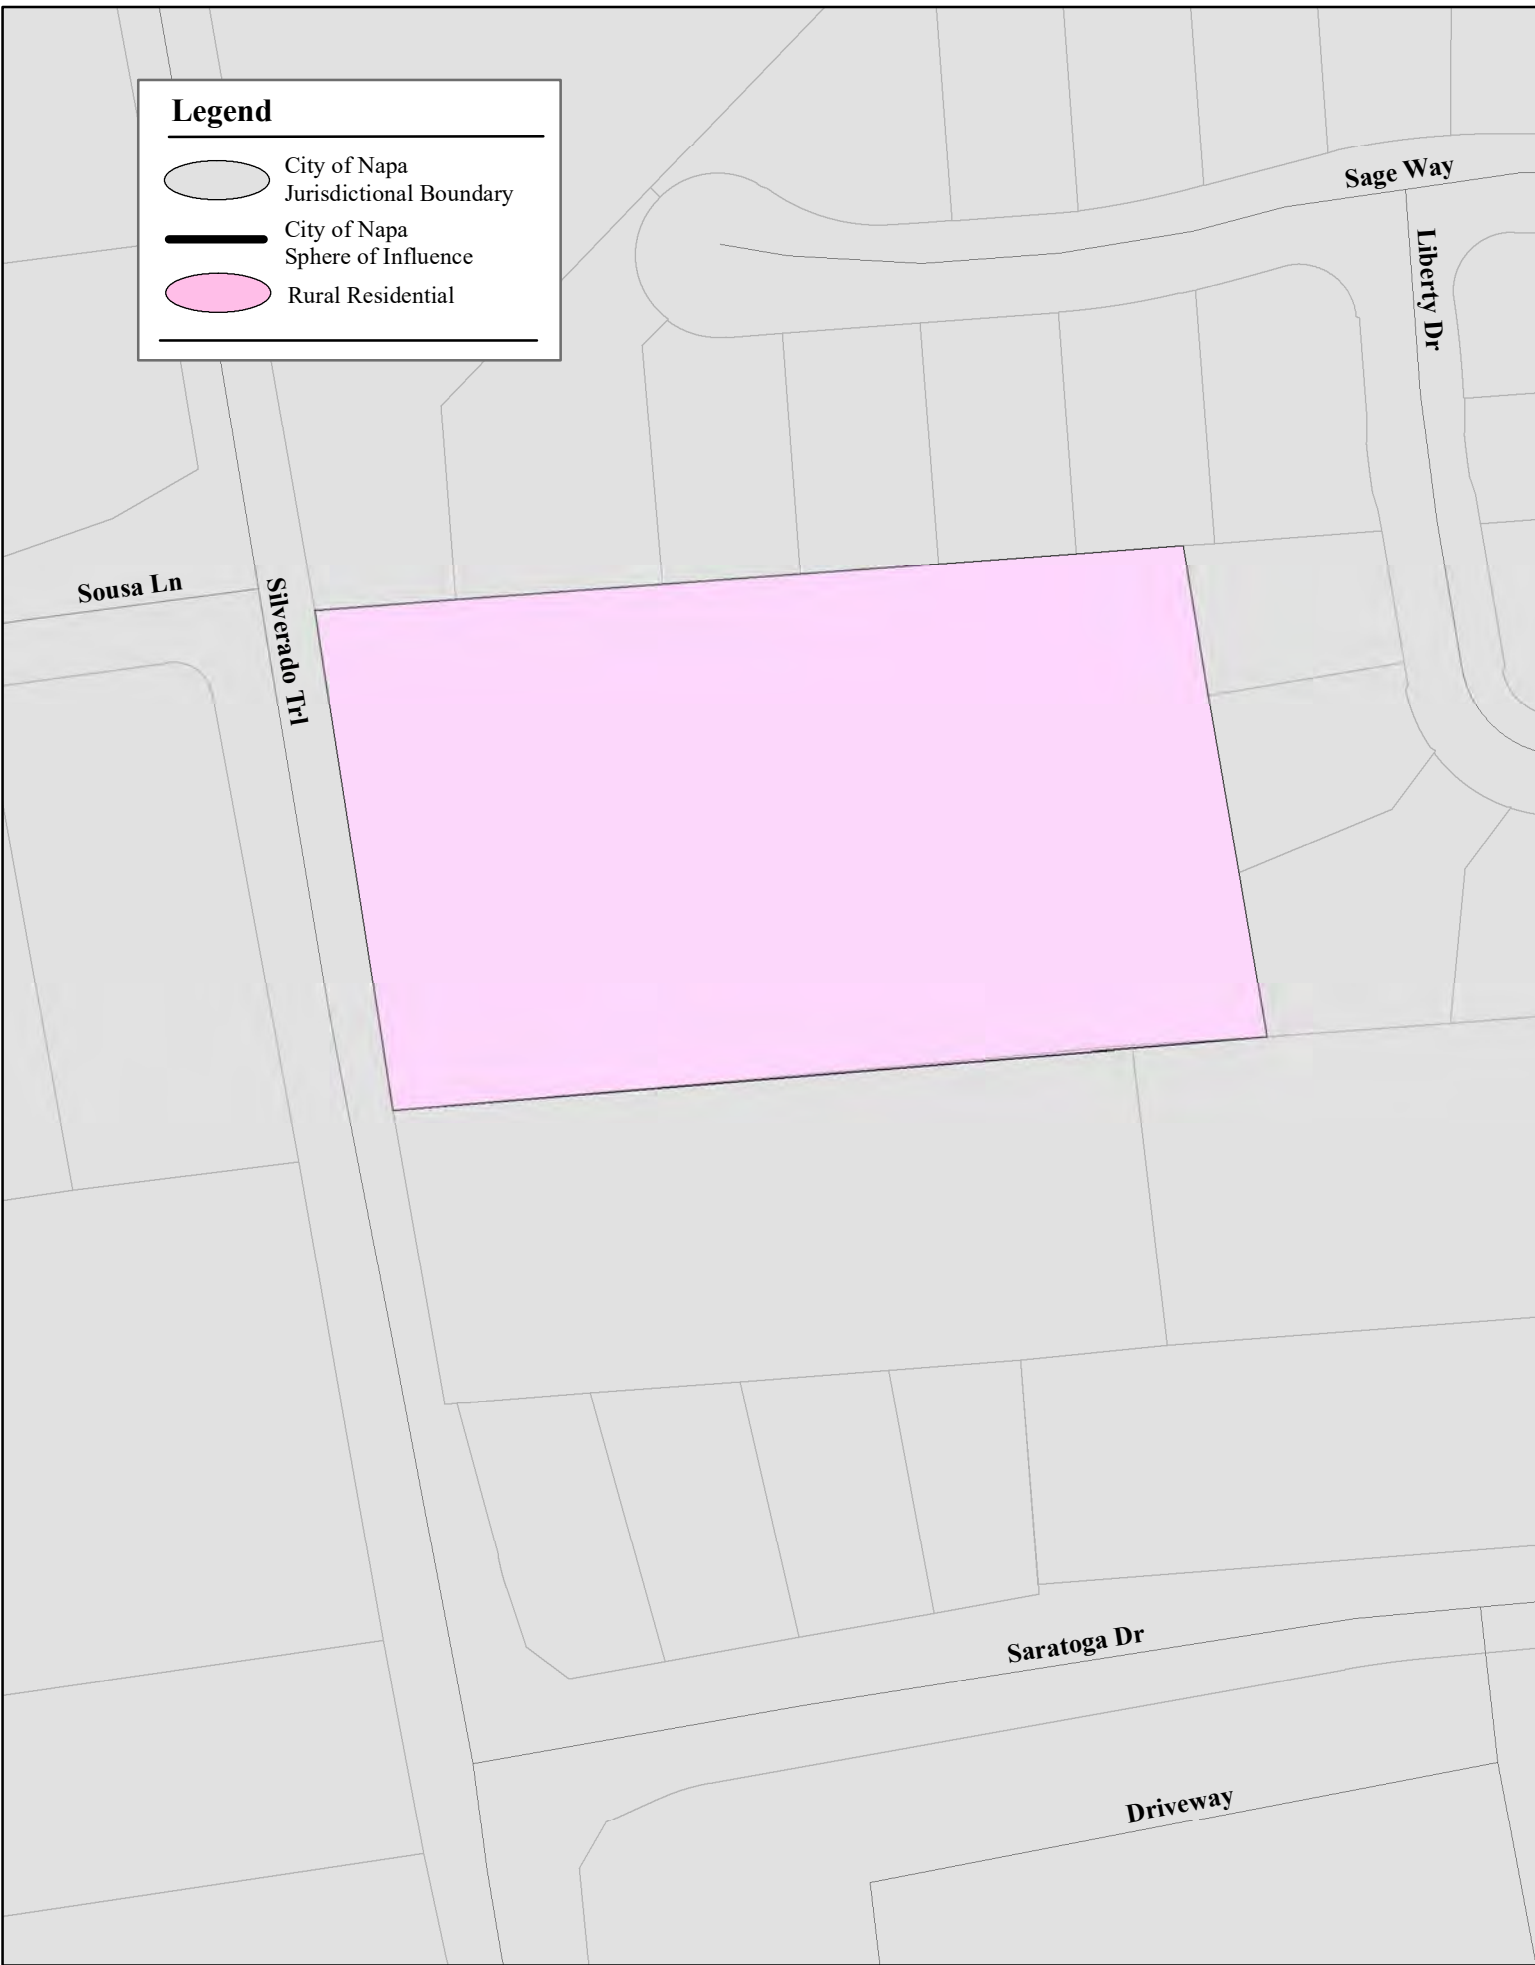 Legend
City of Napa
Jurisdictional Boundary
City of Napa
Sphere of Influence
Rural Residential
Sage Way
Liberty Dr
Sousa Ln
Silverado Trl
Saratoga Dr
Driveway